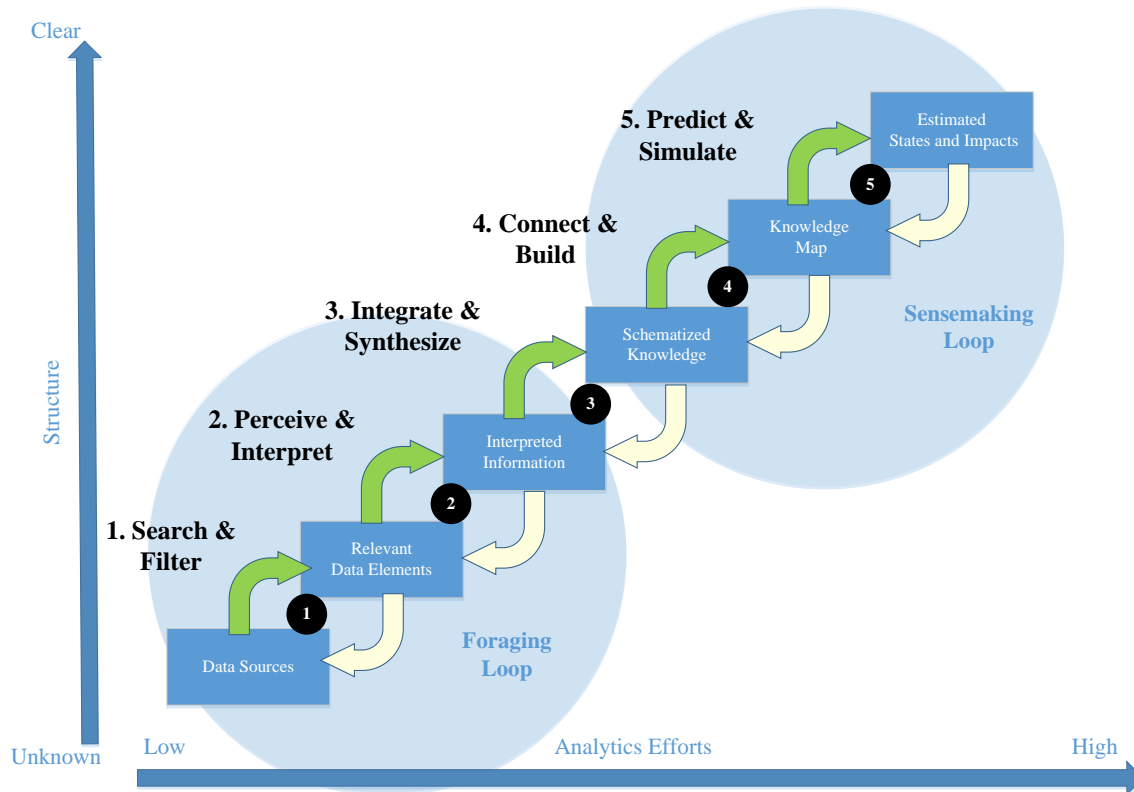 Clear
Estimated
States and Impacts
5. Predict &
Simulate
5
Knowledge
Map
4. Connect &
Build
4
Sensemaking
Loop
3. Integrate &
Synthesize
Schematized
Knowledge
3
Structure
2. Perceive &
Interpret
Interpreted
Information
2
1. Search &
Filter
Relevant
Data Elements
1
Foraging
Loop
Data Sources
Unknown
Low
Analytics Efforts
High